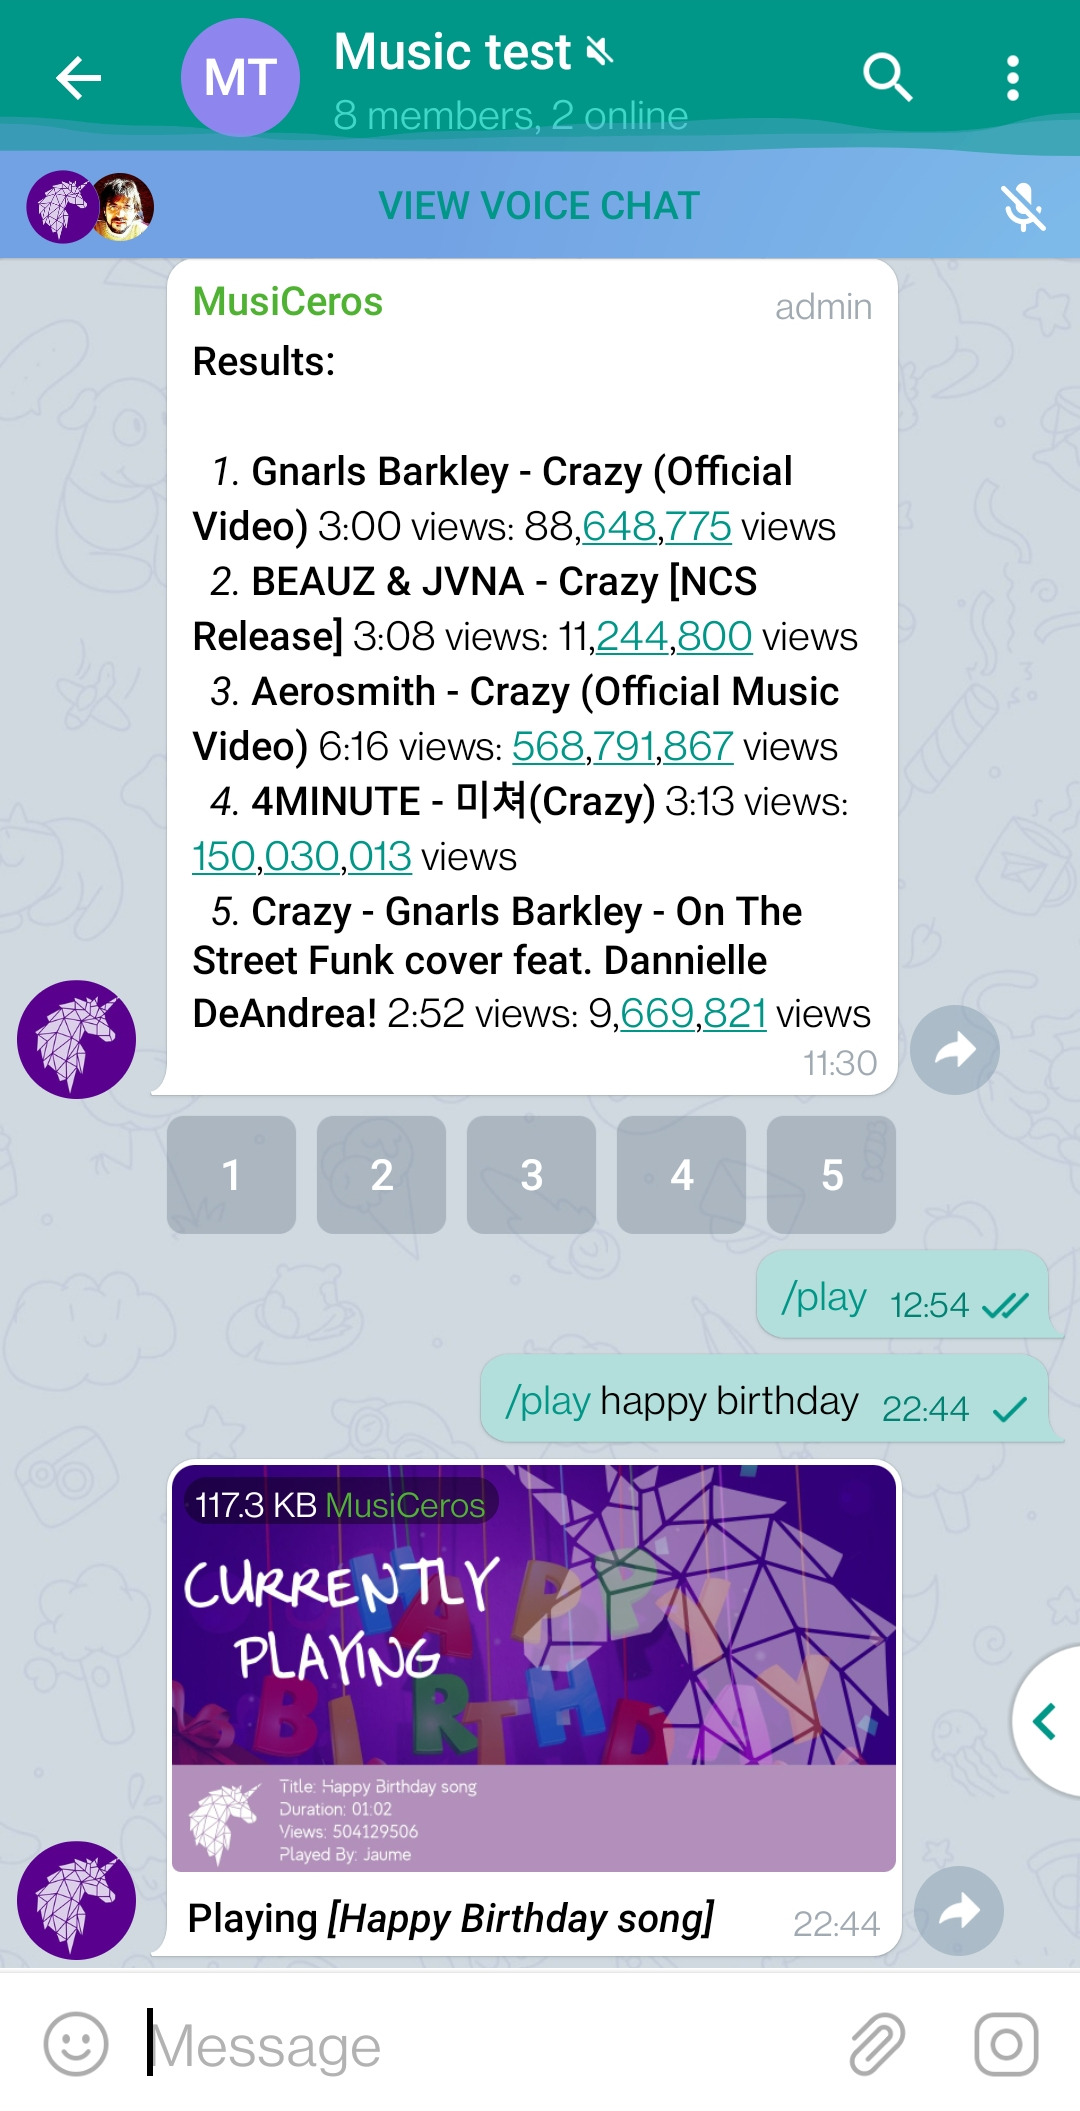 MT
Music test
8 members, 2 online
VIEW VOICE CHAT
MusiCeros admin
Results:
1. Gnarls Barkley - Crazy (Official
Video) 3:00 views: 88,648,775 views
2. BEAUZ & JVNA - Crazy [NCS
Release] 3:08 views: 11,244,800 views
3. Aerosmith - Crazy (Official Music
Video) 6:16 views: 568,791,867 views
4. 4MINUTE - 미쳐(Crazy) 3:13 views:
150,030,013 views
5. Crazy - Gnarls Barkley - On The
Street Funk cover feat. Dannielle
DeAndrea! 2:52 views: 9,669,821 views
11:30
1 2 3 4 5
/play 12:54
/play happy birthday 22:44
117.3 KB MusiCeros
CURRENTLY
PLAYING
HAPPY
BIRTHDAY
Title: Happy Birthday song
Duration: 01:02
Views: 504129506
Played By: Jaume
Playing [Happy Birthday song] 22:44
Message